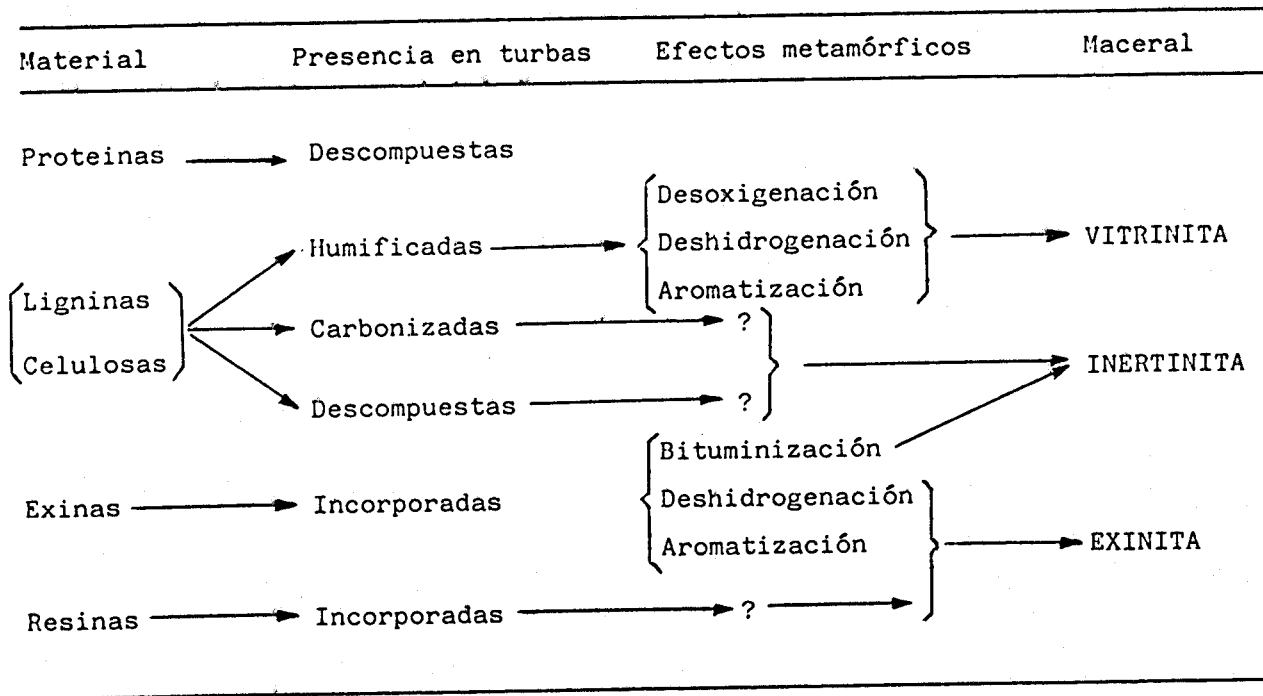 Material Presencia en turbas Efectos metamórficos Maceral
Proteinas Descompuestas
Desoxigenación
Humificadas Deshidrogenación VITRINITA
Aromatización
Ligninas
Carbonizadas ?
Celulosas INERTINITA
Descompuestas ?
Bituminización
Exinas Incorporadas Deshidrogenación
Aromatización EXINITA
Resinas Incorporadas ?